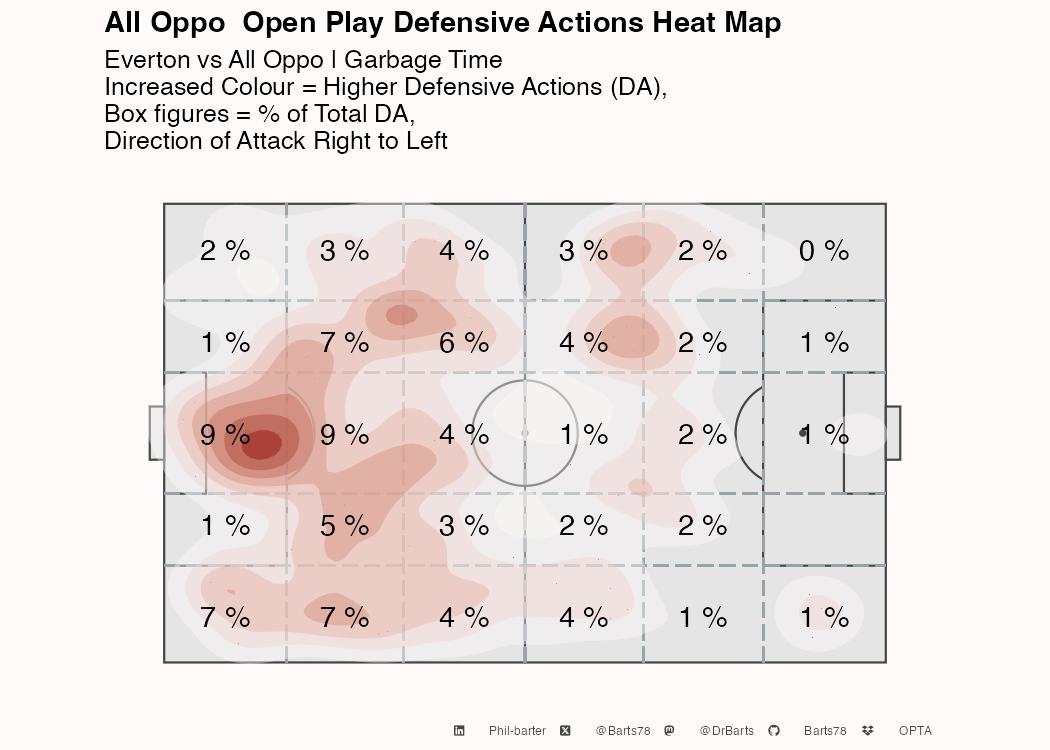 All Oppo  Open Play Defensive Actions Heat Map
Everton vs All Oppo | Garbage Time
Increased Colour = Higher Defensive Actions (DA),
Box figures = % of Total DA,
Direction of Attack Right to Left
2 % 3 % 4 % 3 % 2 % 0 %
1 % 7 % 6 % 4 % 2 % 1 %
9 % 9 % 4 % 1 % 2 % 1 %
1 % 5 % 3 % 2 % 2 %
7 % 7 % 4 % 4 % 1 % 1 %
Phil-barter @Barts78 @DrBarts Barts78 OPTA